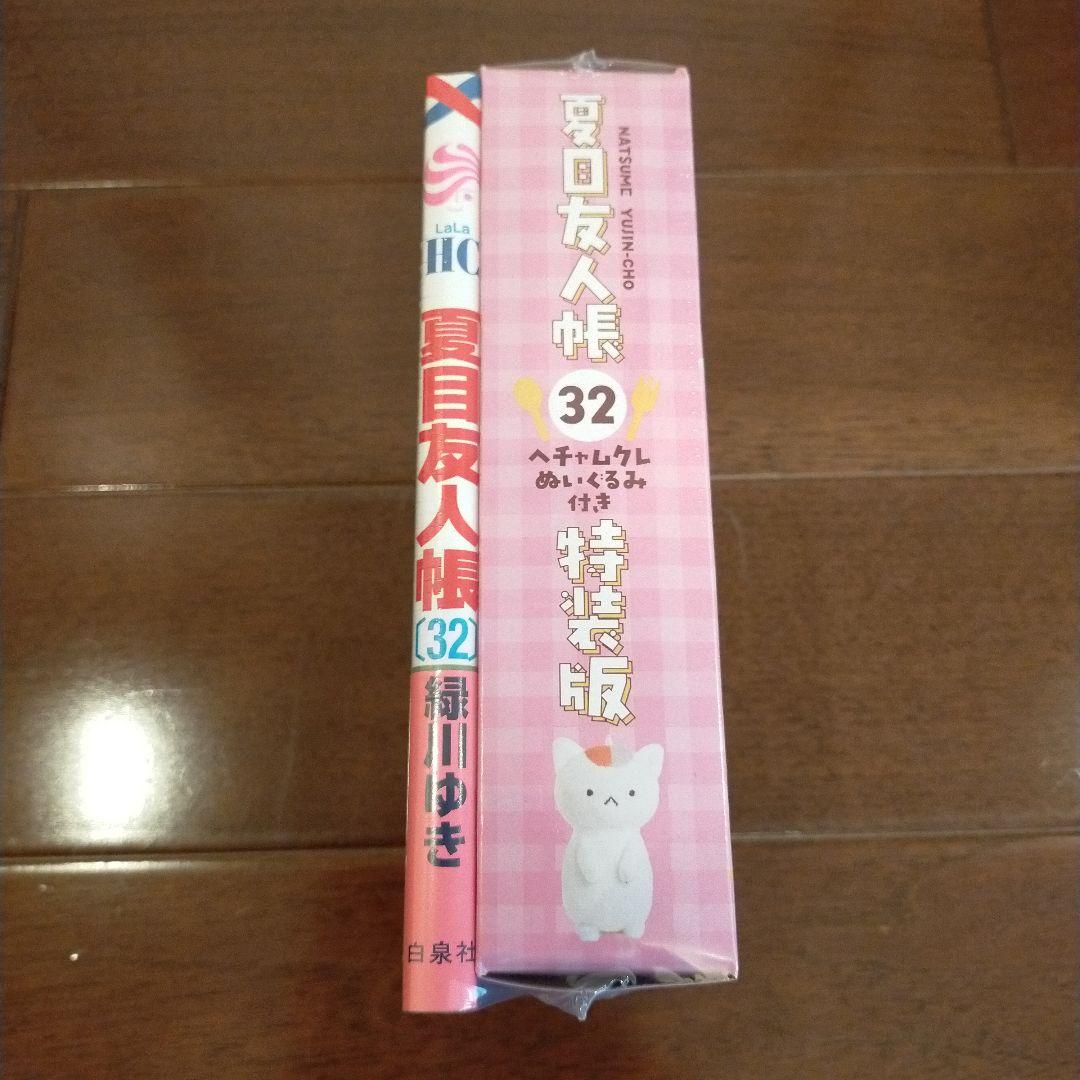 LaLa
HC
夏目友人帳
〔32〕
緑川ゆき
白泉社
夏目友人帳
NATSUME YUJIN-CHO
32
ヘチャムクレ
ぬいぐるみ
付き
特装版